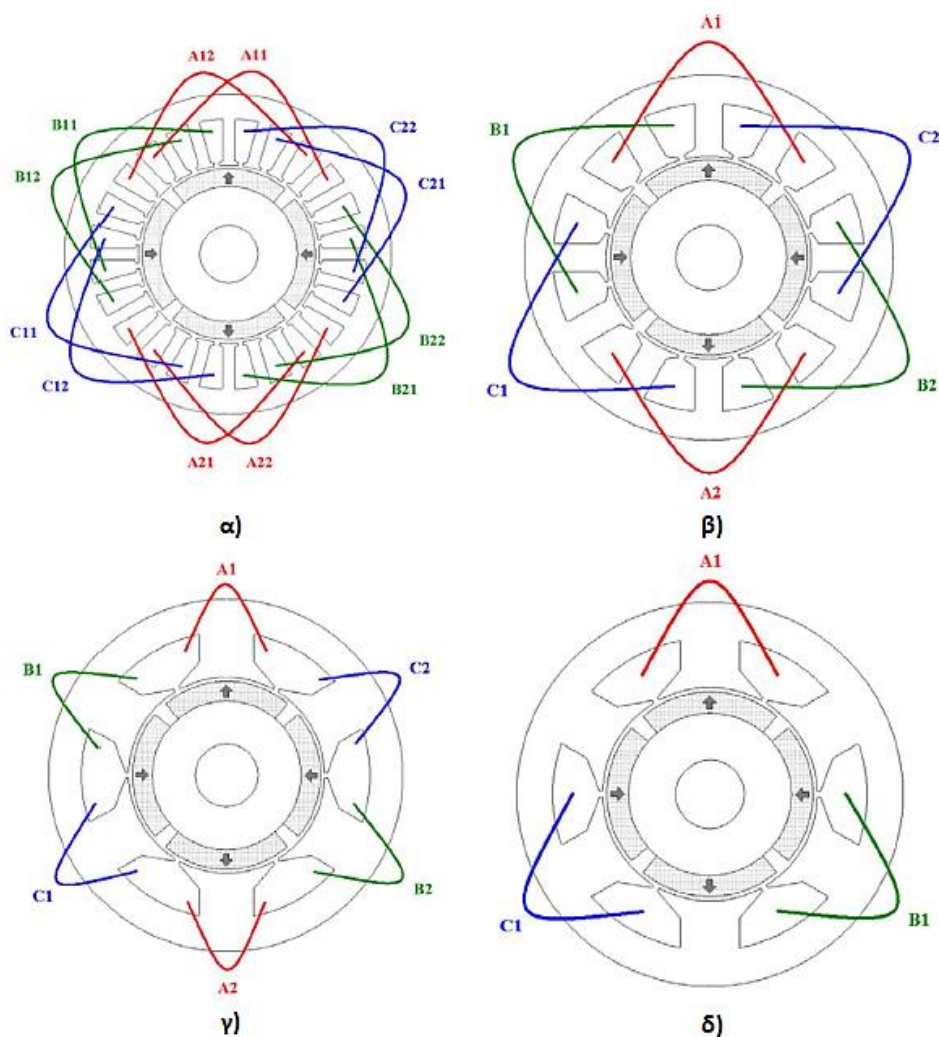 A12 A11
B11 C22
B12 C21
C11 B22
C12 B21
A21 A22
α)
A1
B1 C2
C1 B2
A2
β)
A1
B1 C2
C1 B2
A2
γ)
A1
C1 B1
δ)